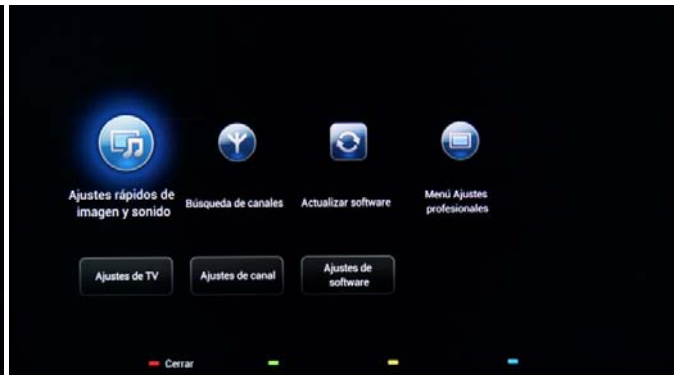 Ajustes rápidos de
imagen y sonido
Búsqueda de canales
Actualizar software
Menú Ajustes
profesionales
Ajustes de TV
Ajustes de canal
Ajustes de
software
Cerrar